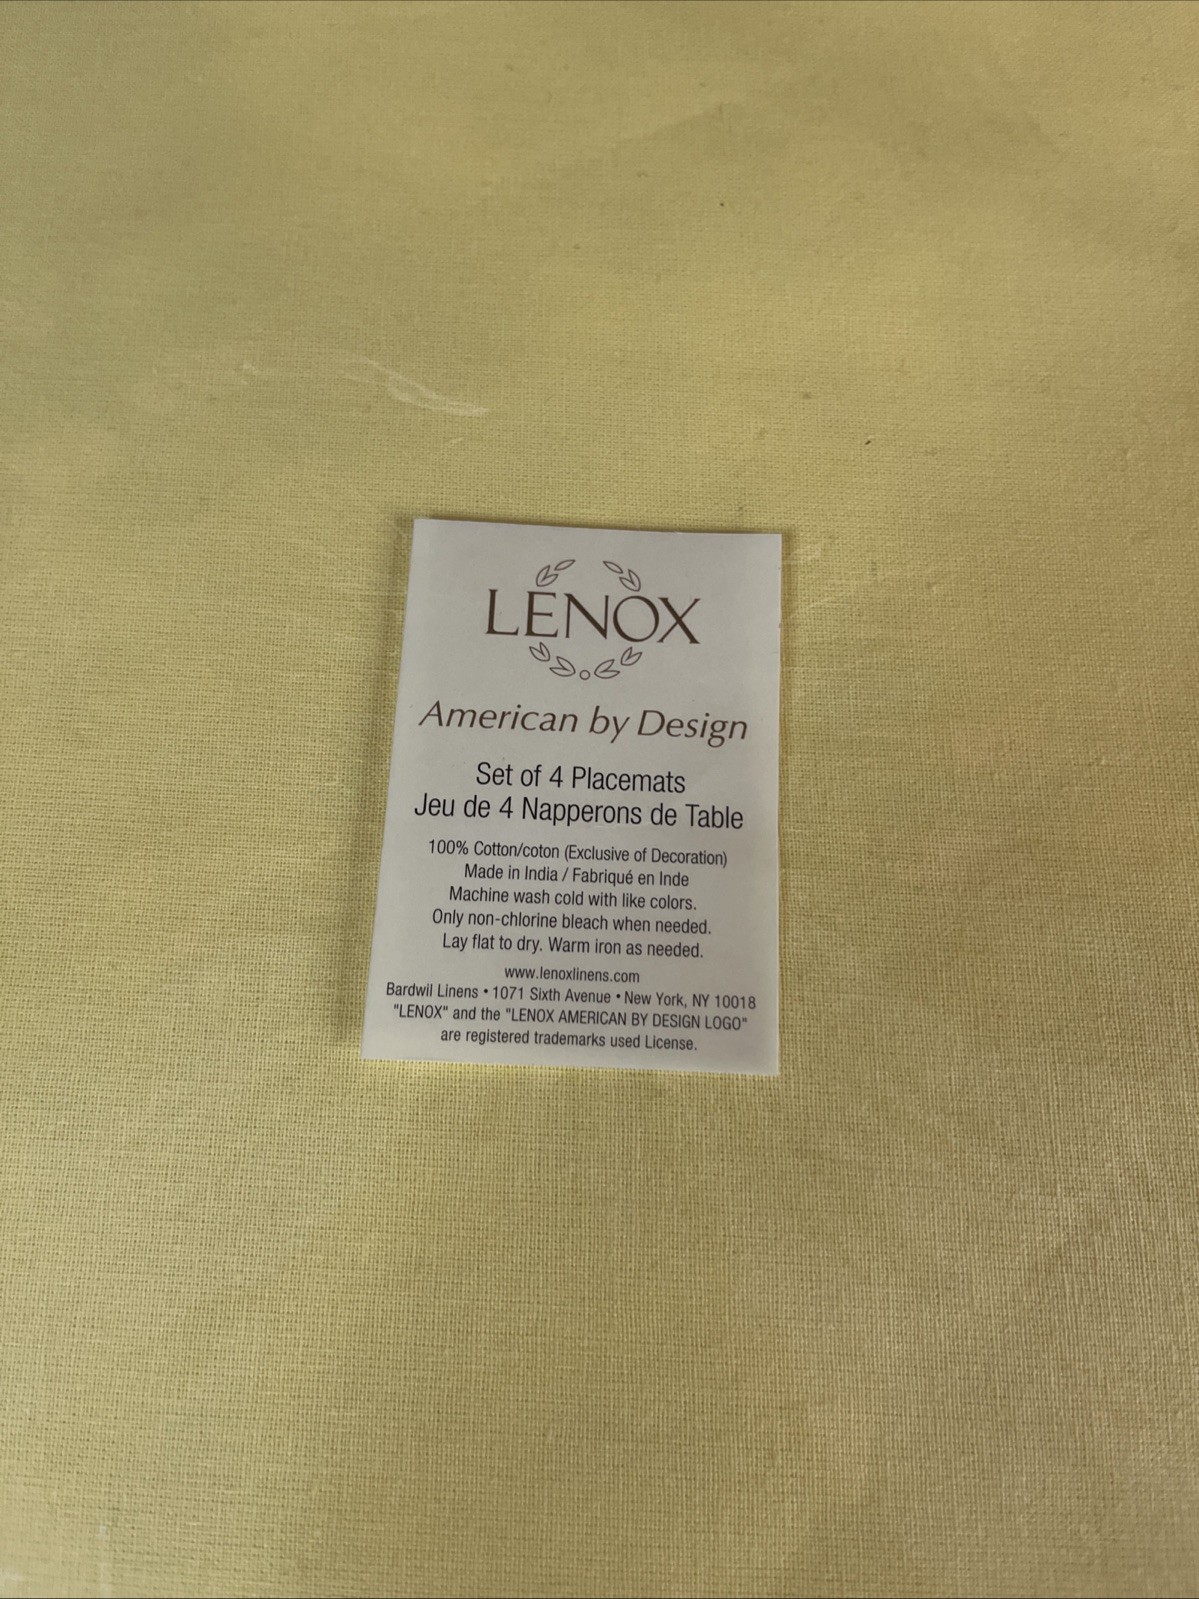 LENOX
American by Design
Set of 4 Placemats
Jeu de 4 Napperons de Table
100% Cotton/coton (Exclusive of Decoration)
Made in India / Fabriqué en Inde
Machine wash cold with like colors.
Only non-chlorine bleach when needed.
Lay flat to dry. Warm iron as needed.
www.lenoxlinens.com
Bardwil Linens • 1071 Sixth Avenue • New York, NY 10018
"LENOX" and the "LENOX AMERICAN BY DESIGN LOGO"
are registered trademarks used License.